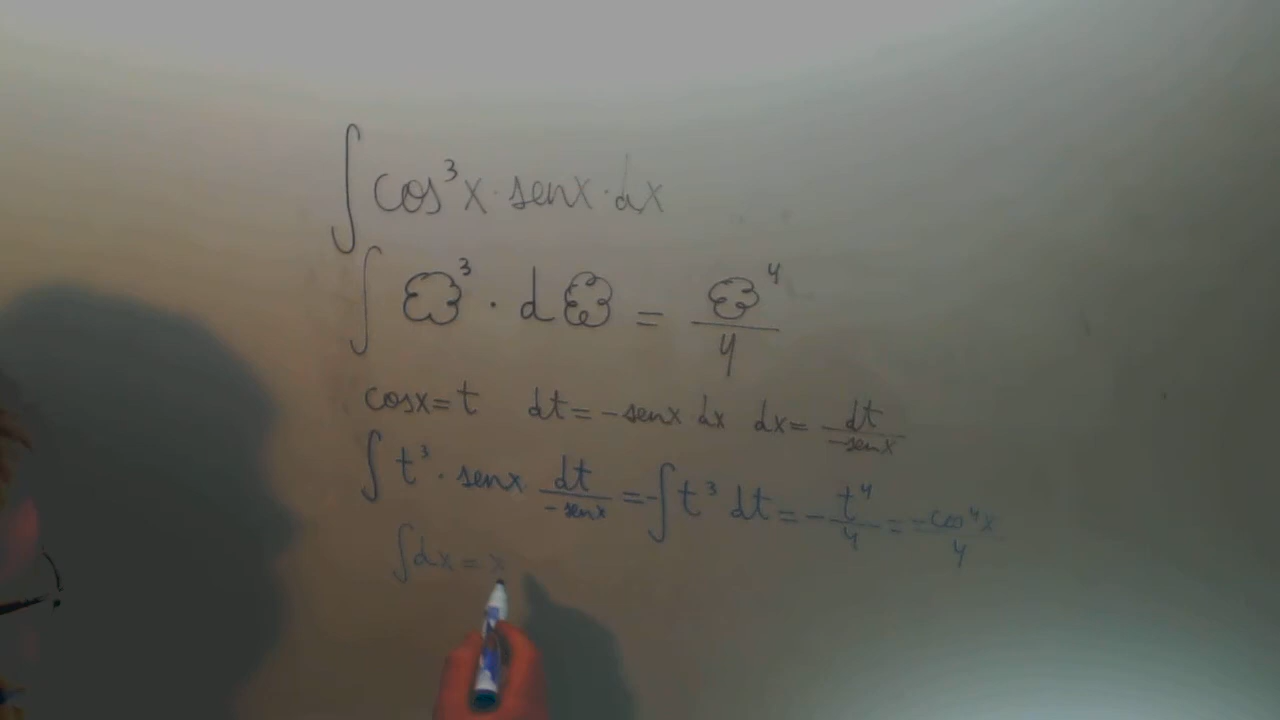 ∫ cos³x · senx · dx
∫ ³ · d = ⁴/4
cosx = t dt = -senx dx dx = dt/-senx
∫ t³ · senx dt/-senx = -∫ t³ dt = -t⁴/4 = -cos⁴x/4
∫ dx = x